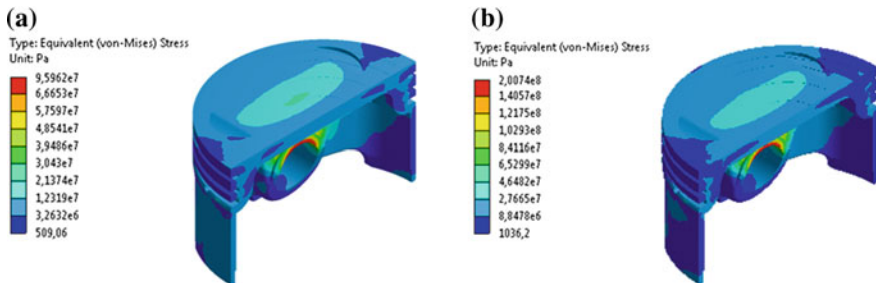 (a)
Type: Equivalent (von-Mises) Stress
Unit: Pa
9,5962e7
6,6653e7
5,7597e7
4,8541e7
3,9486e7
3,043e7
2,1374e7
1,2319e7
3,2632e6
509,06
(b)
Type: Equivalent (von-Mises) Stress
Unit: Pa
2,0074e8
1,4057e8
1,2175e8
1,0293e8
8,4116e7
6,5299e7
4,6482e7
2,7665e7
8,8478e6
1036,2